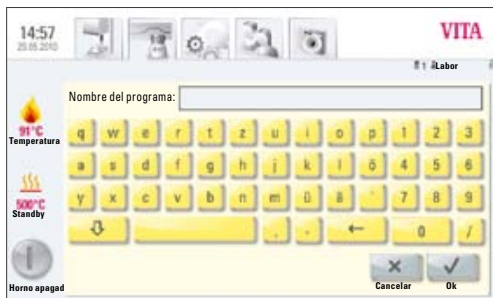 14:57
25.05.2010
VITA
1 Labor
Nombre del programa:
91°C
Temperatura
q w e r t z u i o p 1 2 3
a s d f g h j k l ö 4 5 6
500°C
Standby
y x c v b n m ü ä ' 7 8 9
. - ← 0 /
Horno apagad
Cancelar Ok